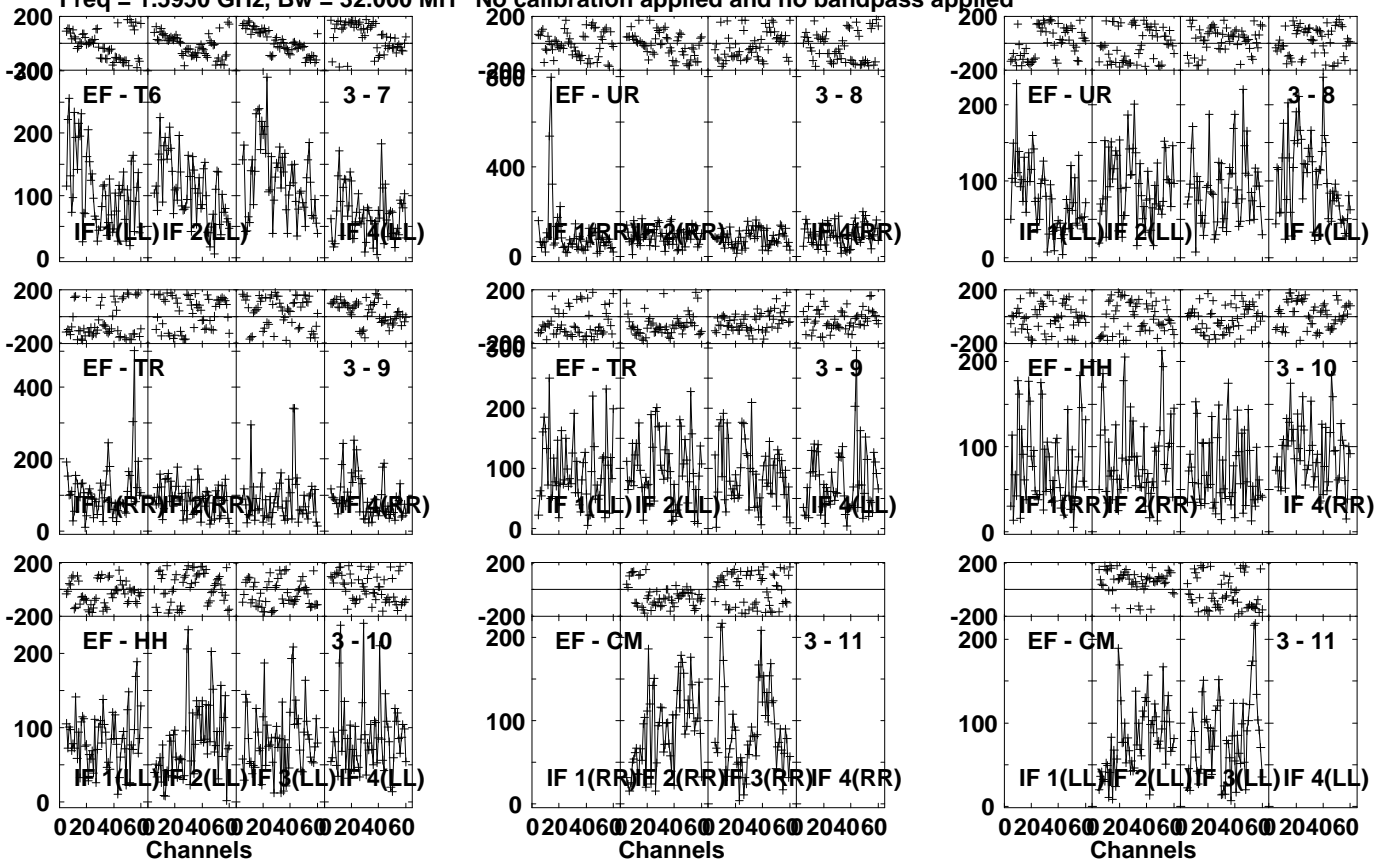 Freq = 1.5950 GHz, Bw = 32.000 MH No calibration applied and no bandpass applied
200 200 200
-200 -200 -200
300 EF - T6 3 - 7
800 EF - UR 3 - 8
EF - UR 3 - 8
200 200
400
100 200 100
0 0 0
IF 1(LL) IF 2(LL) IF 4(LL)
IF 1(RR) IF 2(RR) IF 4(RR)
IF 1(LL) IF 2(LL) IF 4(LL)
200 200 200
-200 -200 -200
EF - TR 3 - 9
300 EF - TR 3 - 9
EF - HH 3 - 10
400 200 200
200 100 100
0 0 0
IF 1(RR) IF 2(RR) IF 4(RR)
IF 1(LL) IF 2(LL) IF 4(LL)
IF 1(RR) IF 2(RR) IF 4(RR)
200 200 200
-200 -200 -200
EF - HH 3 - 10
EF - CM 3 - 11
EF - CM 3 - 11
200 200 200
100 100 100
0 0 0
IF 1(LL) IF 2(LL) IF 3(LL) IF 4(LL)
IF 1(RR) IF 2(RR) IF 3(RR) IF 4(RR)
IF 1(LL) IF 2(LL) IF 3(LL) IF 4(LL)
0 20 40 60 0 20 40 60 0 20 40 60 0 20 40 60
0 20 40 60 0 20 40 60 0 20 40 60 0 20 40 60
0 20 40 60 0 20 40 60 0 20 40 60 0 20 40 60
Channels Channels Channels